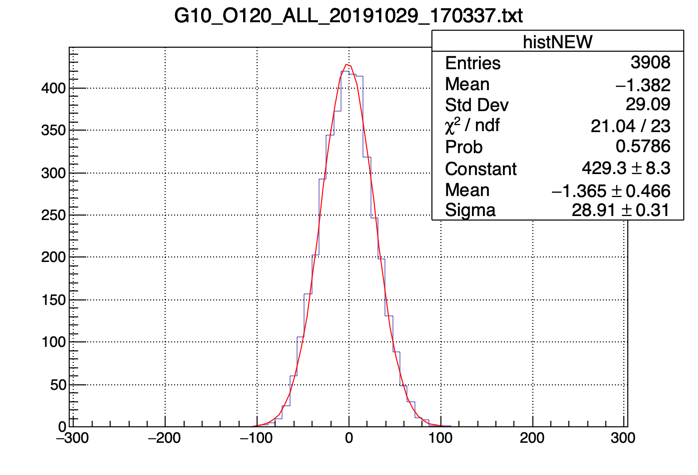 G10_O120_ALL_20191029_170337.txt
histNEW
Entries 3908
Mean −1.382
Std Dev 29.09
χ² / ndf 21.04 / 23
Prob 0.5786
Constant 429.3 ± 8.3
Mean −1.365 ± 0.466
Sigma 28.91 ± 0.31
400
350
300
250
200
150
100
50
0
−300 −200 −100 0 100 200 300